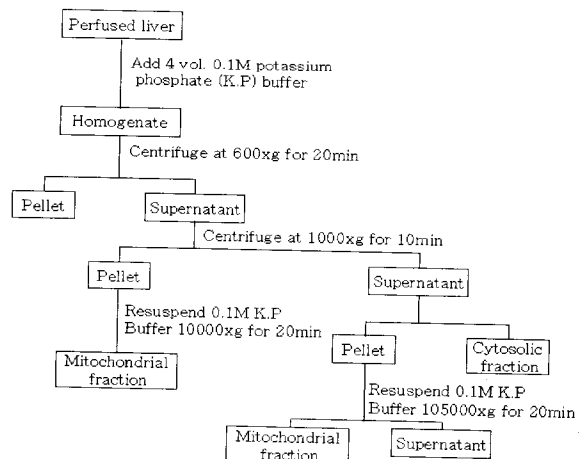 Perfused liver
Add 4 vol. 0.1M potassium
phosphate (K.P) buffer
Homogenate
Centrifuge at 600xg for 20min
Pellet
Supernatant
Centrifuge at 1000xg for 10min
Pellet
Supernatant
Resuspend 0.1M K.P
Buffer 10000xg for 20min
Mitochondrial
fraction
Pellet
Cytosolic
fraction
Resuspend 0.1M K.P
Buffer 105000xg for 20min
Mitochondrial
fraction
Supernatant